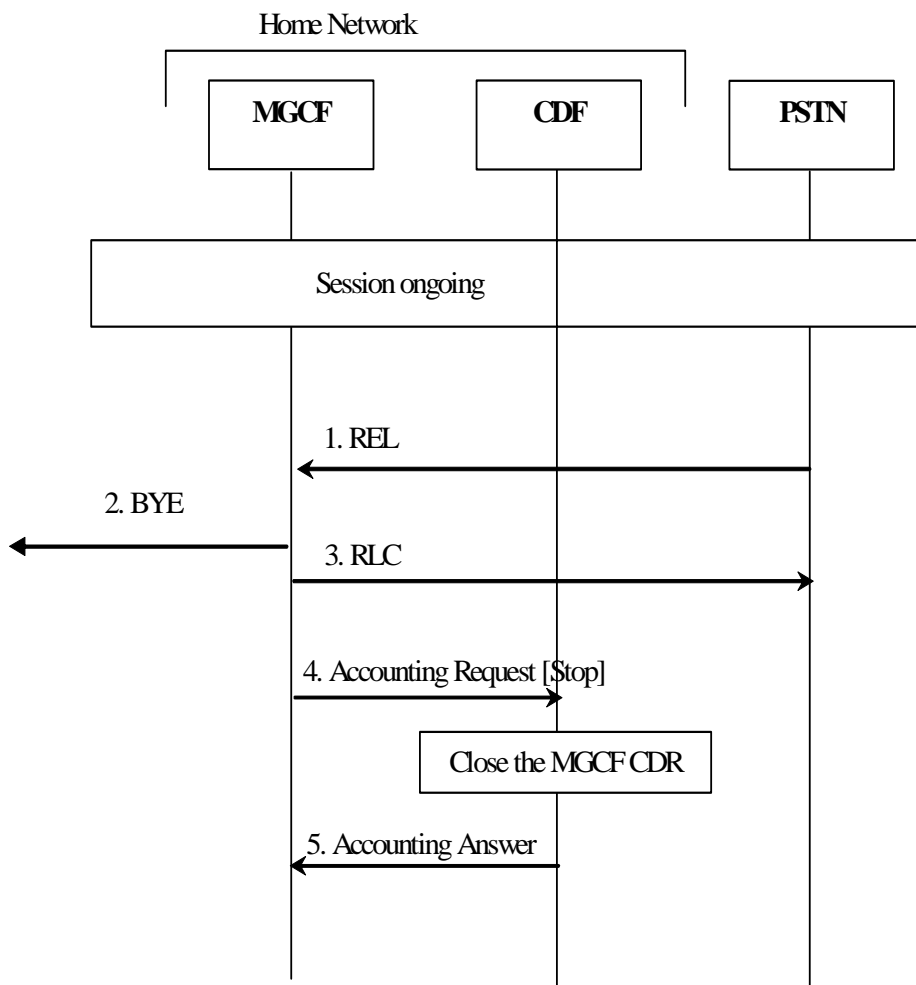 Home Network
MGCF
CDF
PSTN
Session ongoing
1. REL
2. BYE
3. RLC
4. Accounting Request [Stop]
Close the MGCF CDR
5. Accounting Answer